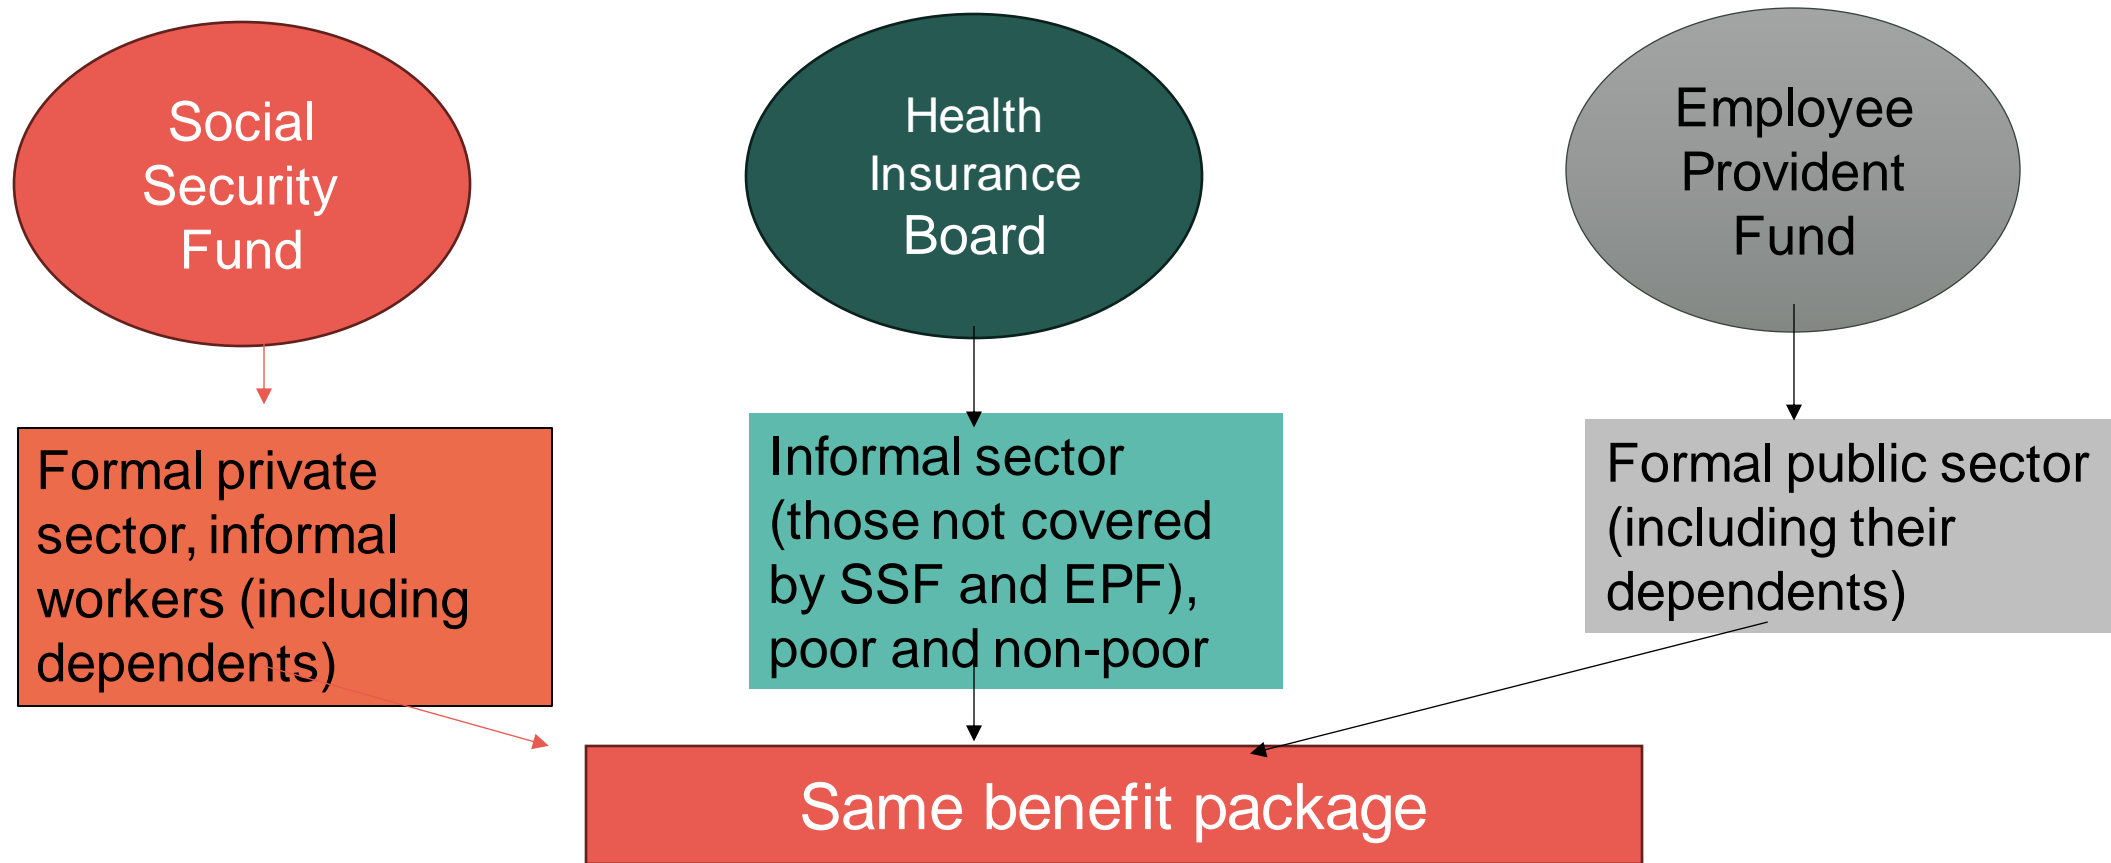 Social
Security
Fund
Health
Insurance
Board
Employee
Provident
Fund
Formal private
sector, informal
workers (including
dependents)
Informal sector
(those not covered
by SSF and EPF),
poor and non-poor
Formal public sector
(including their
dependents)
Same benefit package